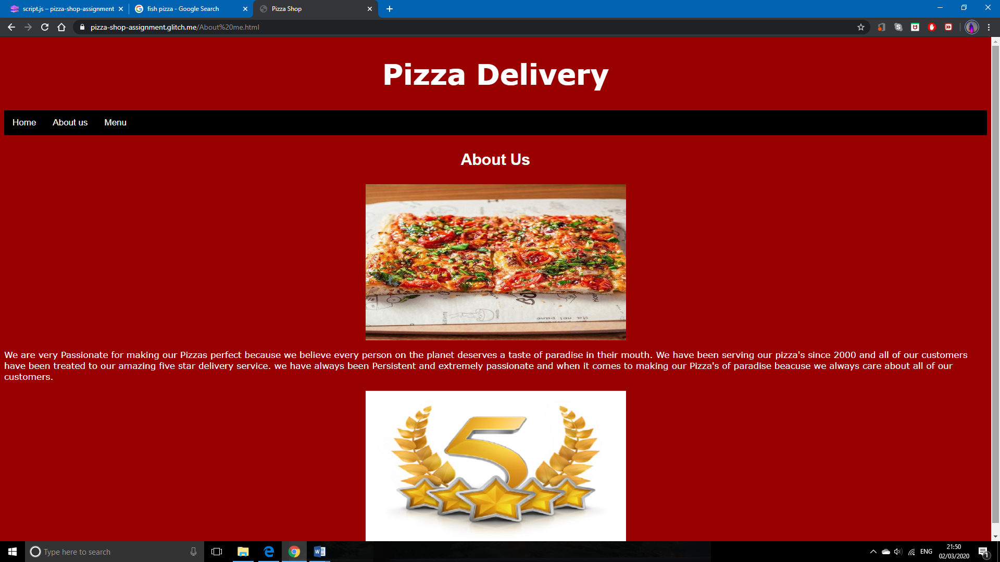 script.js – pizza-shop-assignment
fish pizza - Google Search
Pizza Shop
pizza-shop-assignment.glitch.me/About%20me.html
Pizza Delivery
Home
About us
Menu
About Us
We are very Passionate for making our Pizzas perfect because we believe every person on the planet deserves a taste of paradise in their mouth. We have been serving our pizza's since 2000 and all of our customers
have been treated to our amazing five star delivery service. we have always been Persistent and extremely passionate and when it comes to making our Pizza's of paradise beacuse we always care about all of our
customers.
5
Type here to search
ENG
21:50
02/03/2020
1